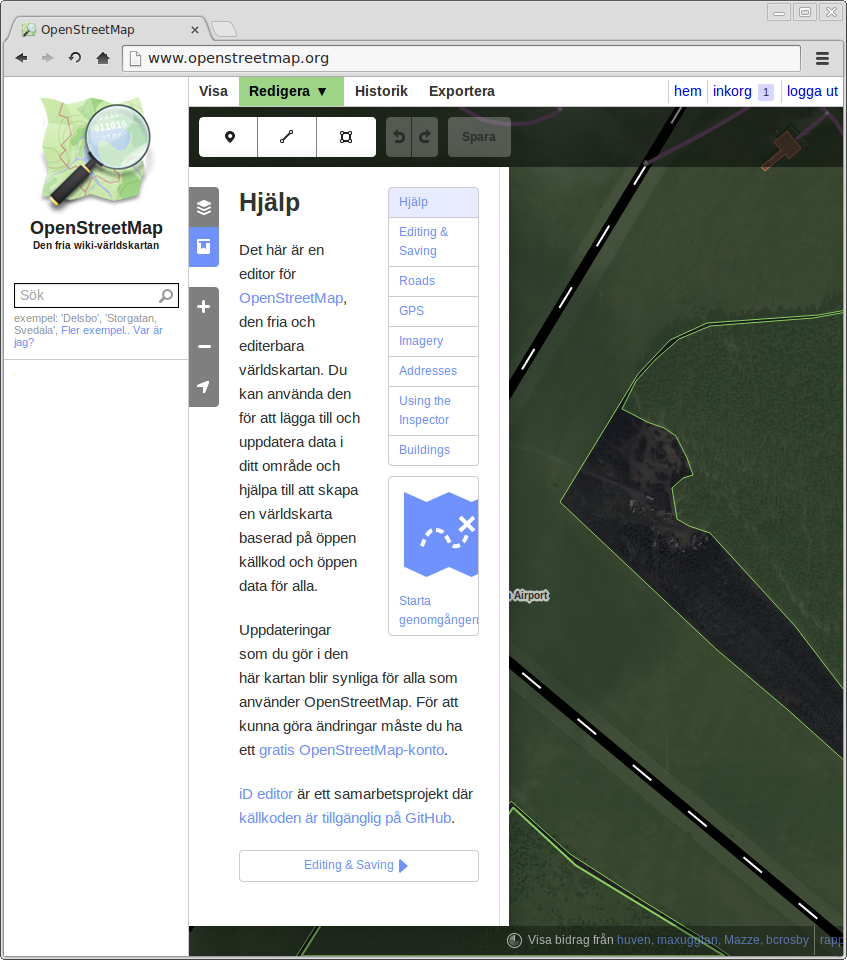 OpenStreetMap
www.openstreetmap.org
Visa Redigera ▼ Historik Exportera hem inkorg 1 logga ut
Spara
OpenStreetMap
Den fria wiki-världskartan
Sök
exempel: 'Delsbo', 'Storgatan,
Svedala', Fler exempel.. Var är
jag?
Hjälp
Det här är en
editor för
OpenStreetMap,
den fria och
editerbara
världskartan. Du
kan använda den
för att lägga till och
uppdatera data i
ditt område och
hjälpa till att skapa
en världskarta
baserad på öppen
källkod och öppen
data för alla.
Uppdateringar
som du gör i den
här kartan blir synliga för alla som
använder OpenStreetMap. För att
kunna göra ändringar måste du ha
ett gratis OpenStreetMap-konto.
iD editor är ett samarbetsprojekt där
källkoden är tillgänglig på GitHub.
Editing & Saving
Hjälp
Editing &
Saving
Roads
GPS
Imagery
Addresses
Using the
Inspector
Buildings
Starta
genomgången
Airport
Visa bidrag från huven, maxugglan, Mazze, bcrosby rapp